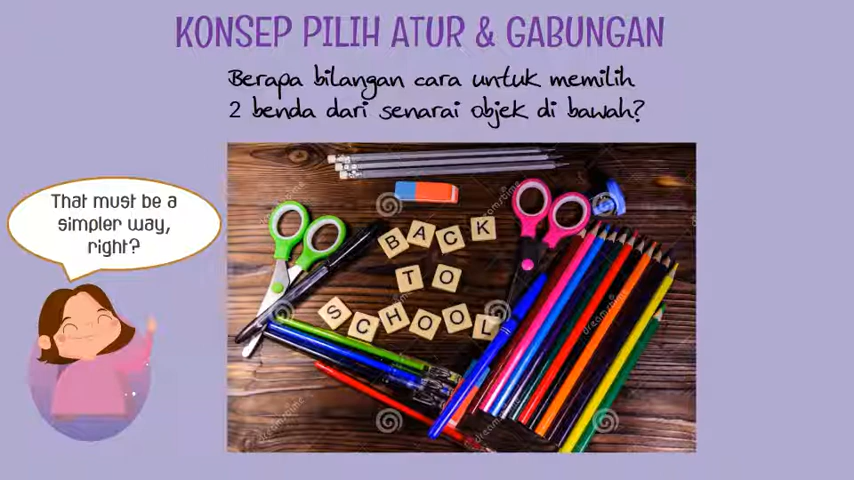 KONSEP PILIH ATUR & GABUNGAN
Berapa bilangan cara untuk memilih
2 benda dari senarai objek di bawah?
That must be a
simpler way,
right?
BACK
TO
SCHOOL
dreamstime